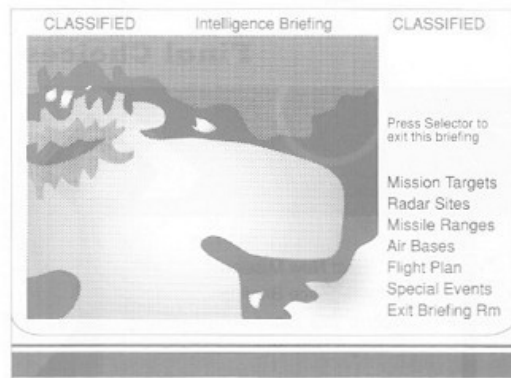 CLASSIFIED Intelligence Briefing CLASSIFIED
Press Selector to
exit this briefing
Mission Targets
Radar Sites
Missile Ranges
Air Bases
Flight Plan
Special Events
Exit Briefing Rm